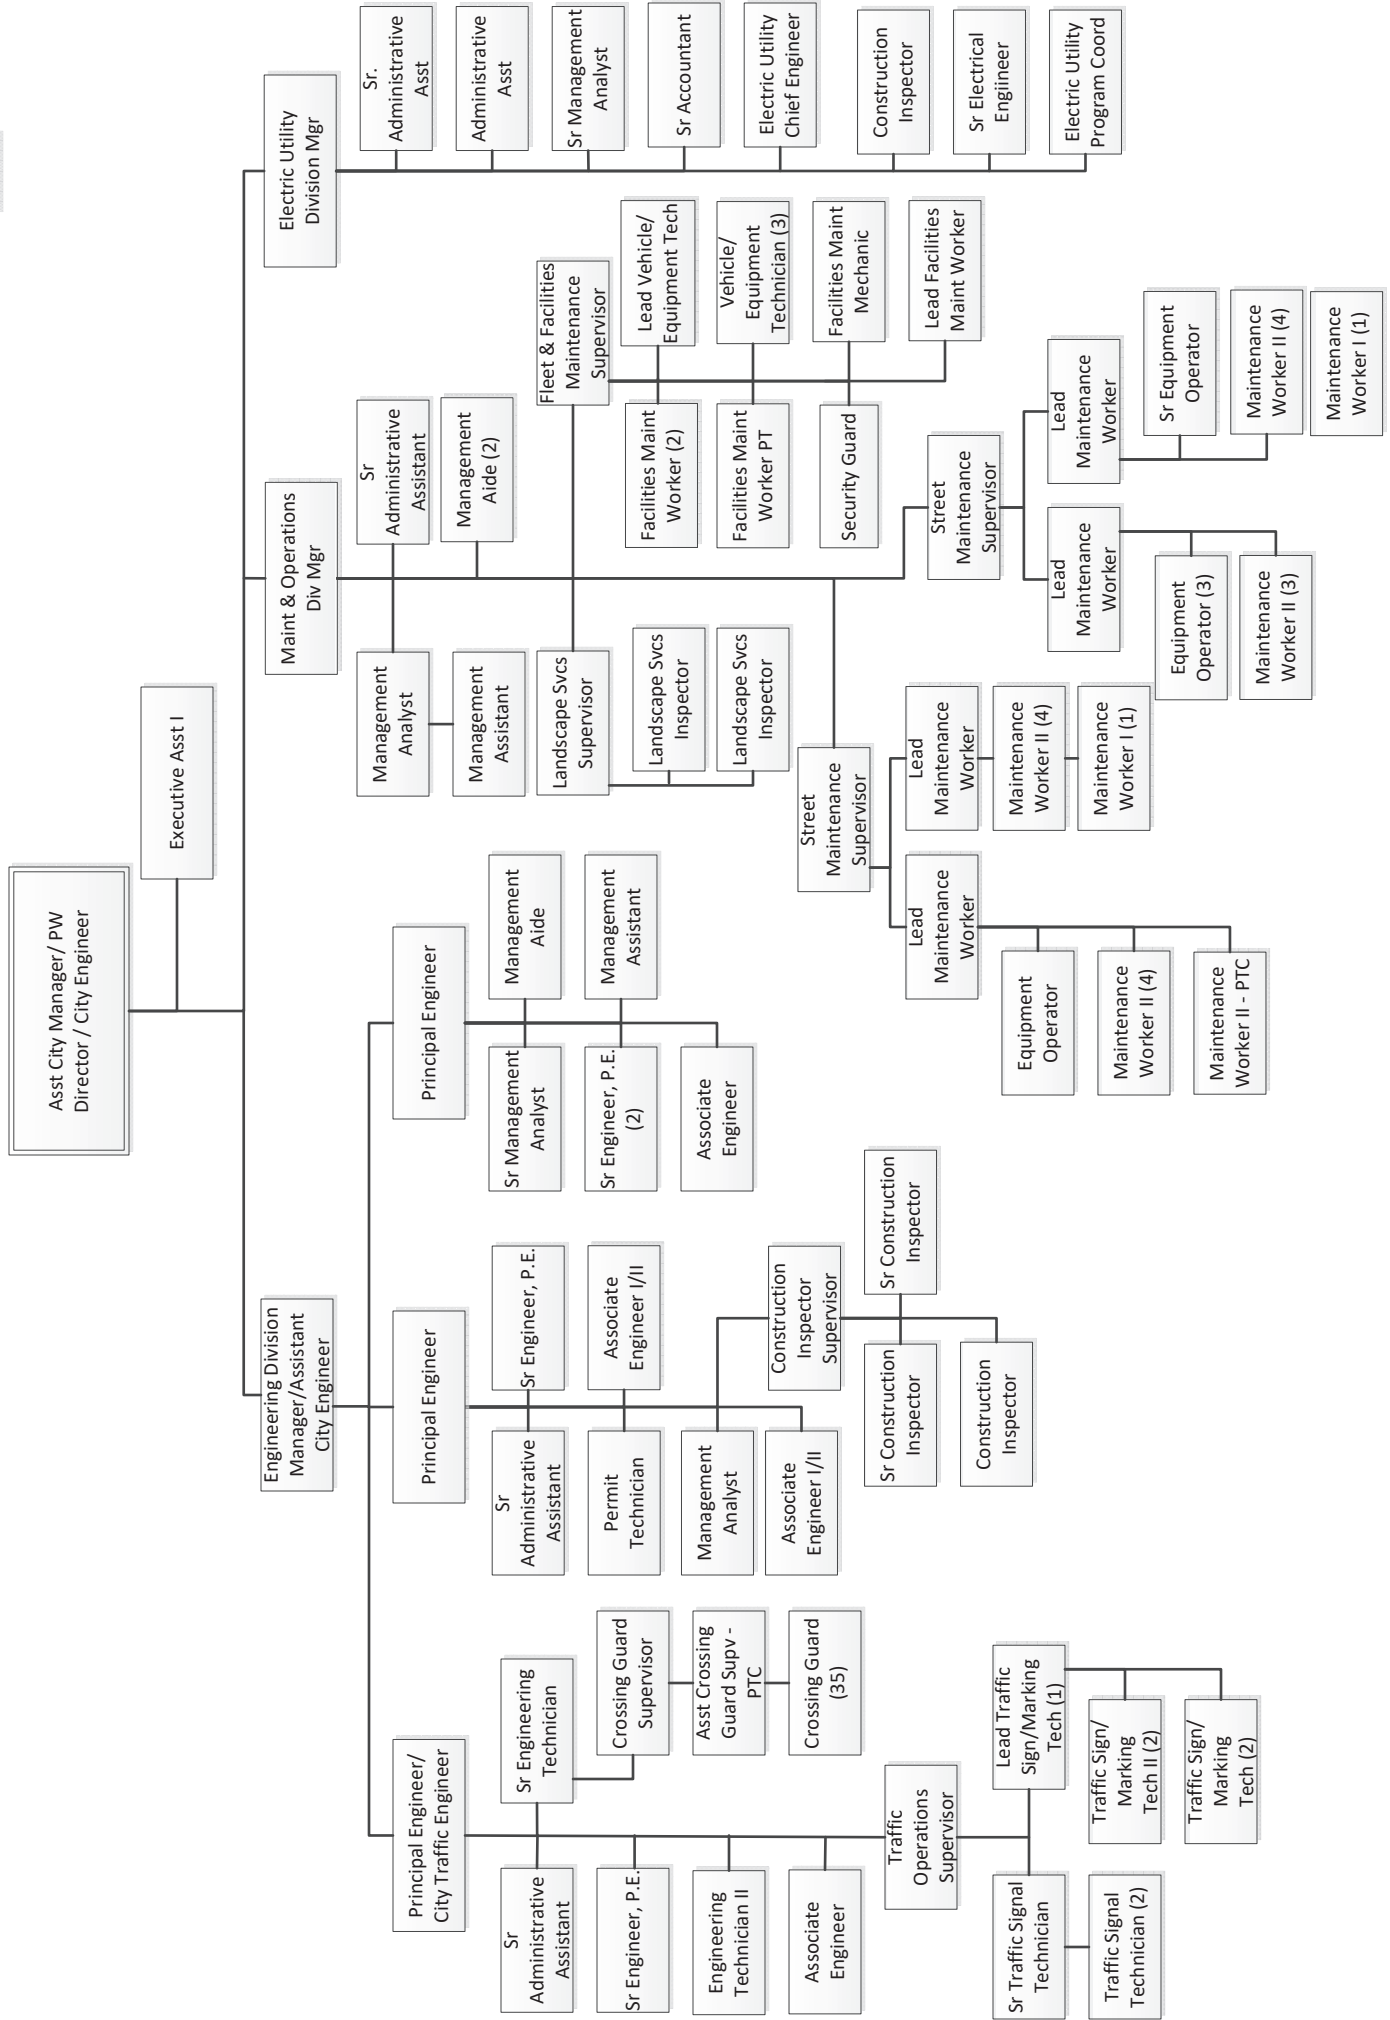 Asst City Manager/ PW
Director / City Engineer
Executive Asst I
Engineering Division
Manager/Assistant
City Engineer
Principal Engineer/
City Traffic Engineer
Sr
Administrative
Assistant
Sr Engineering
Technician
Crossing Guard
Supervisor
Asst Crossing
Guard Supv -
PTC
Crossing Guard
(35)
Sr Engineer, P.E.
Engineering
Technician II
Associate
Engineer
Traffic
Operations
Supervisor
Sr Traffic Signal
Technician
Traffic Signal
Technician (2)
Lead Traffic
Sign/Marking
Tech (1)
Traffic Sign/
Marking
Tech II (2)
Traffic Sign/
Marking
Tech (2)
Principal Engineer
Sr
Administrative
Assistant
Sr Engineer, P.E.
Permit
Technician
Associate
Engineer I/II
Management
Analyst
Associate
Engineer I/II
Construction
Inspector
Supervisor
Sr Construction
Inspector
Sr Construction
Inspector
Construction
Inspector
Principal Engineer
Sr Management
Analyst
Management
Aide
Sr Engineer, P.E.
(2)
Management
Assistant
Associate
Engineer
Maint & Operations
Div Mgr
Management
Analyst
Sr
Administrative
Assistant
Management
Assistant
Management
Aide (2)
Landscape Svcs
Supervisor
Landscape Svcs
Inspector
Landscape Svcs
Inspector
Fleet & Facilities
Maintenance
Supervisor
Facilities Maint
Worker (2)
Lead Vehicle/
Equipment Tech
Facilities Maint
Worker PT
Vehicle/
Equipment
Technician (3)
Security Guard
Facilities Maint
Mechanic
Lead Facilities
Maint Worker
Street
Maintenance
Supervisor
Lead
Maintenance
Worker
Equipment
Operator
Maintenance
Worker II (4)
Maintenance
Worker II - PTC
Lead
Maintenance
Worker
Maintenance
Worker II (4)
Maintenance
Worker I (1)
Street
Maintenance
Supervisor
Lead
Maintenance
Worker
Equipment
Operator (3)
Maintenance
Worker II (3)
Lead
Maintenance
Worker
Sr Equipment
Operator
Maintenance
Worker II (4)
Maintenance
Worker I (1)
Electric Utility
Division Mgr
Sr.
Administrative
Asst
Administrative
Asst
Sr Management
Analyst
Sr Accountant
Electric Utility
Chief Engineer
Construction
Inspector
Sr Electrical
Engineer
Electric Utility
Program Coord